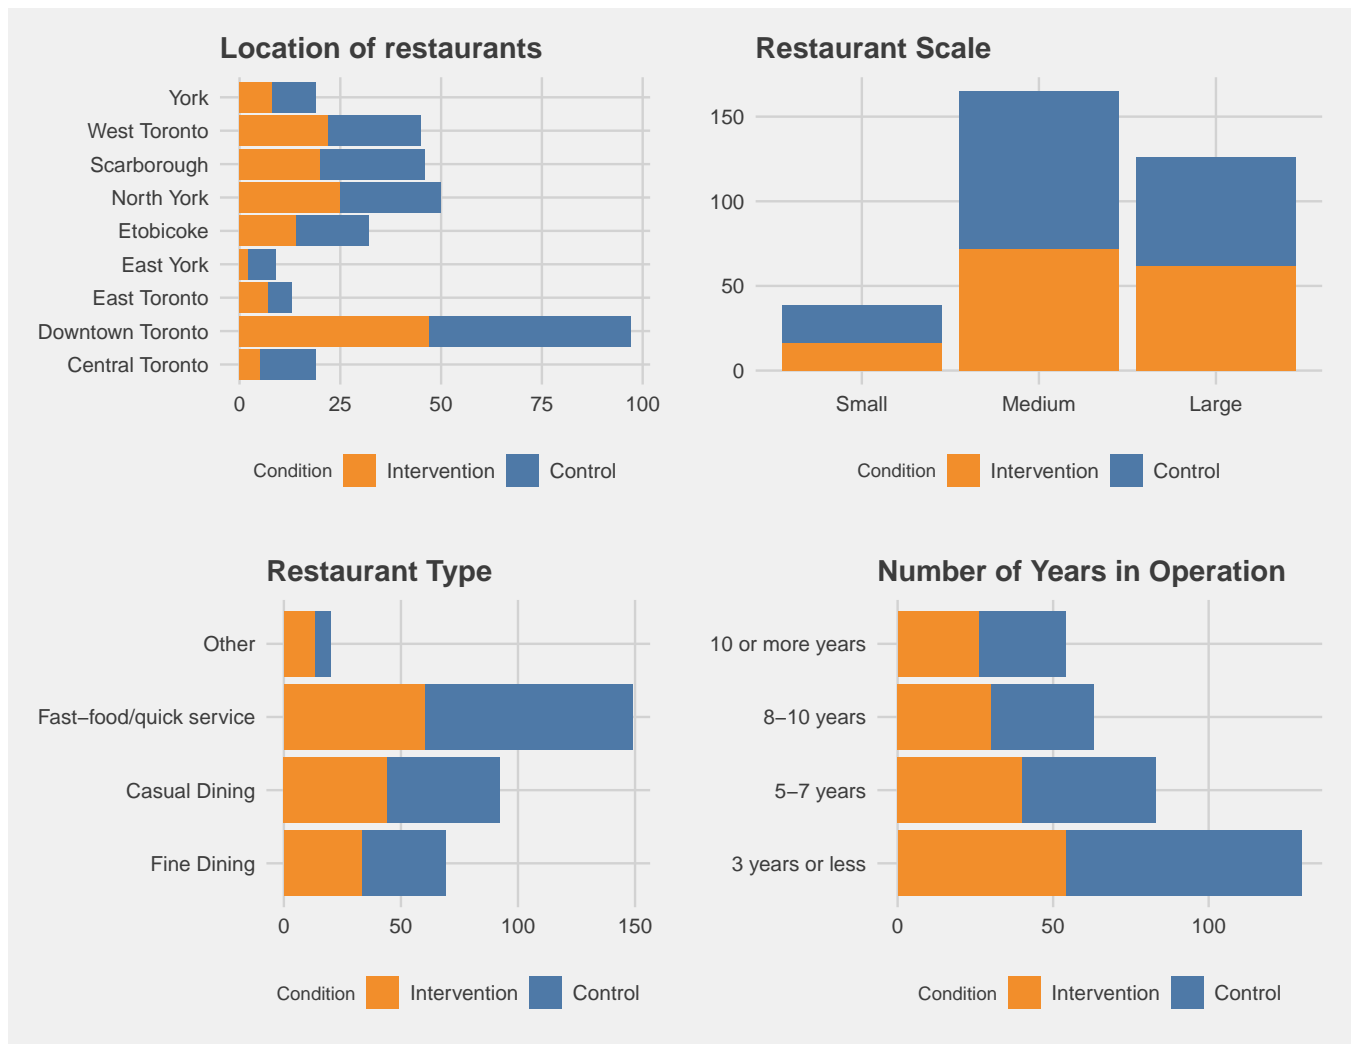 Location of restaurants
York
West Toronto
Scarborough
North York
Etobicoke
East York
East Toronto
Downtown Toronto
Central Toronto
0 25 50 75 100
Condition Intervention Control
Restaurant Scale
150
100
50
0
Small Medium Large
Condition Intervention Control
Restaurant Type
Other
Fast–food/quick service
Casual Dining
Fine Dining
0 50 100 150
Condition Intervention Control
Number of Years in Operation
10 or more years
8–10 years
5–7 years
3 years or less
0 50 100
Condition Intervention Control